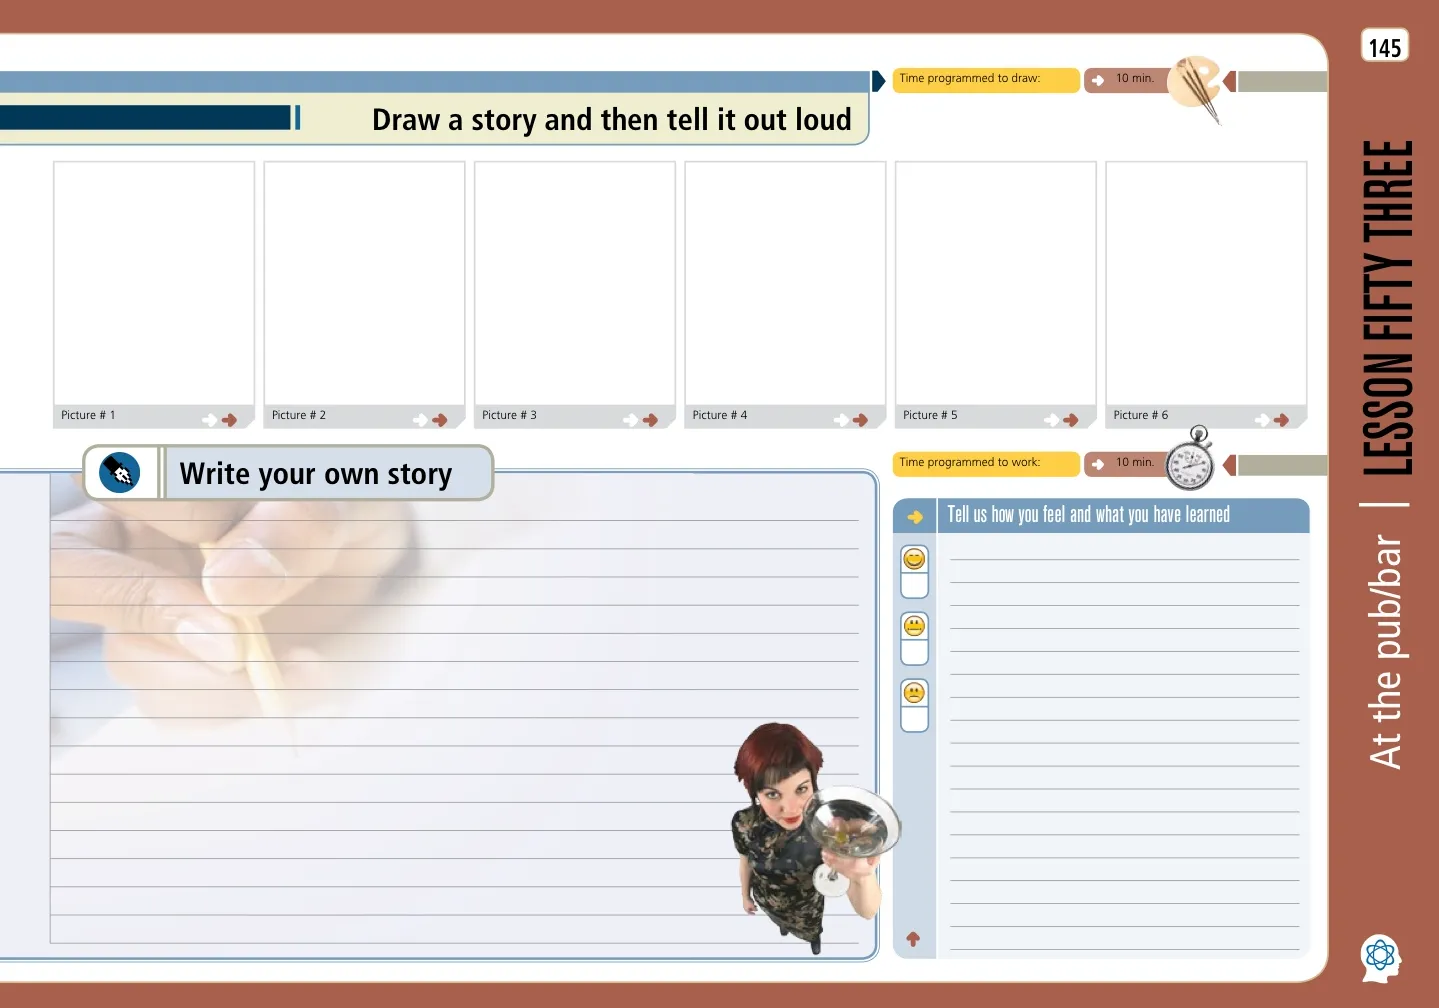 145
Time programmed to draw:
10 min.
Draw a story and then tell it out loud
Picture # 1
Picture # 2
Picture # 3
Picture # 4
Picture # 5
Picture # 6
Write your own story
Time programmed to work:
10 min.
Tell us how you feel and what you have learned
LESSON FIFTY THREE
At the pub/bar